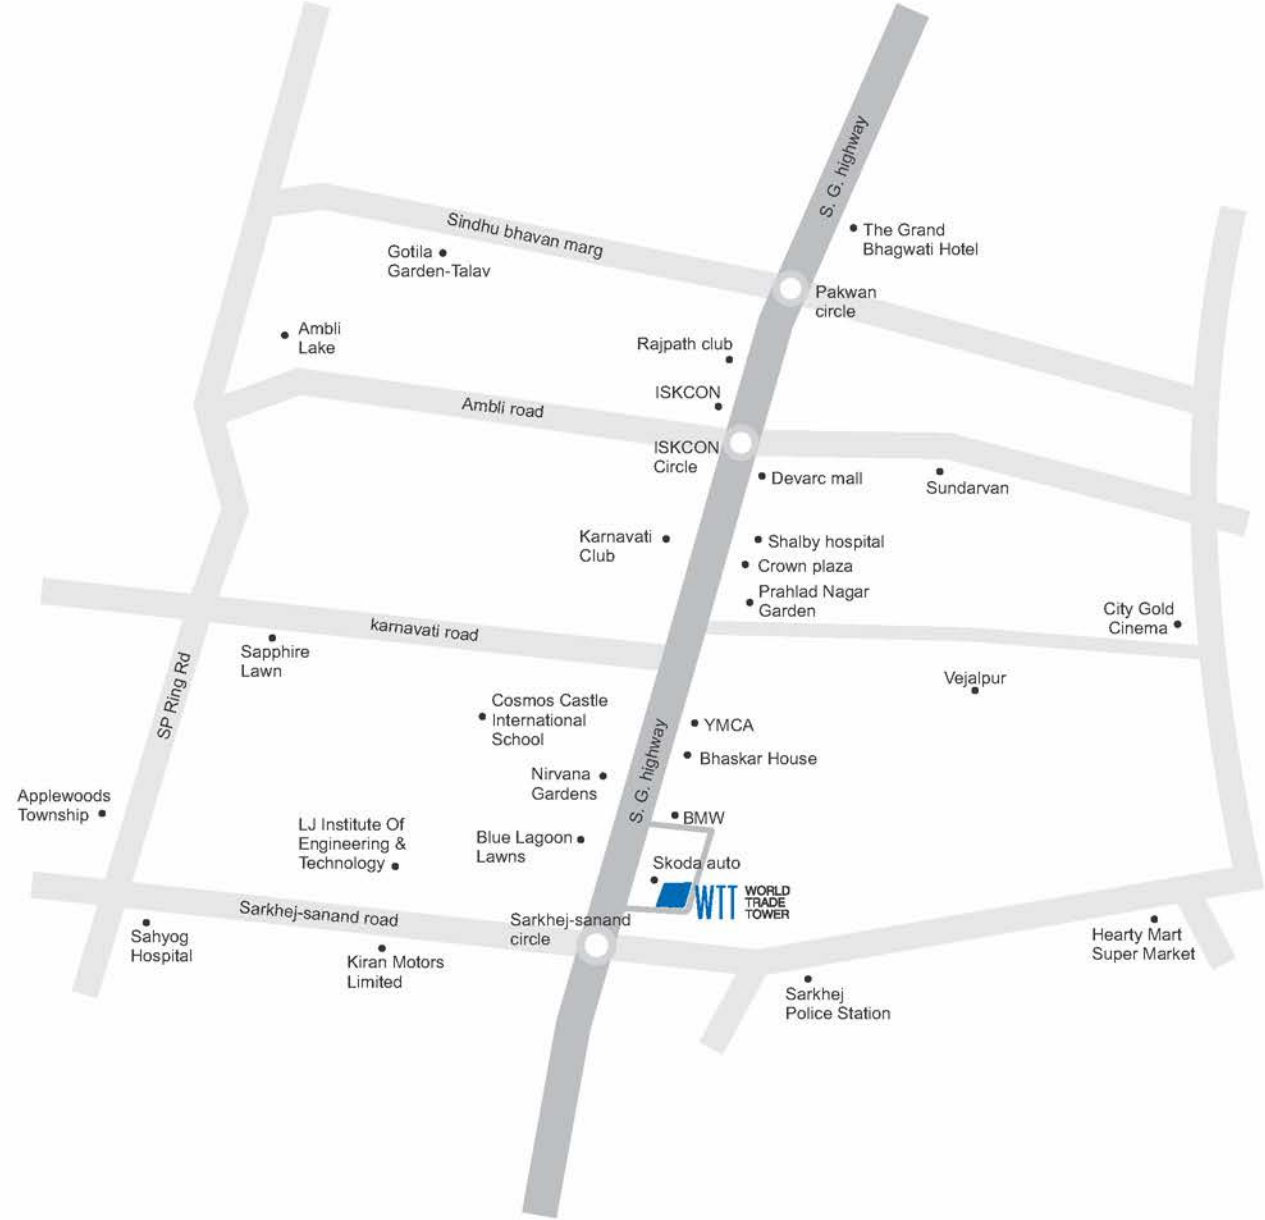 S. G. highway
Sindhu bhavan marg
The Grand
Bhagwati Hotel
Gotila
Garden-Talav
Pakwan
circle
Ambli
Lake
Rajpath club
ISKCON
Ambli road
ISKCON
Circle
Devarc mall
Sundarvan
Karnavati
Club
Shalby hospital
Crown plaza
Prahlad Nagar
Garden
City Gold
Cinema
karnavati road
Sapphire
Lawn
SP Ring Rd
Vejalpur
Cosmos Castle
International
School
S. G. highway
YMCA
Bhaskar House
Nirvana
Gardens
Applewoods
Township
LJ Institute Of
Engineering &
Technology
Blue Lagoon
Lawns
BMW
Skoda auto
WTT
WORLD
TRADE
TOWER
Sarkhej-sanand road
Sarkhej-sanand
circle
Sahyog
Hospital
Kiran Motors
Limited
Hearty Mart
Super Market
Sarkhej
Police Station